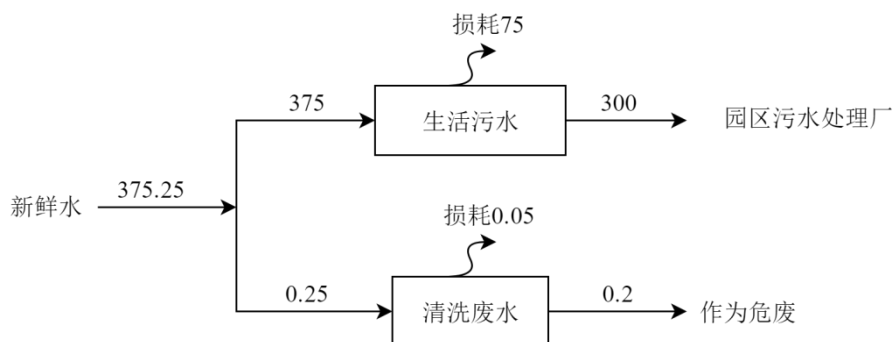 损耗75
375
生活污水
300
园区污水处理厂
新鲜水
375.25
损耗0.05
0.25
清洗废水
0.2
作为危废